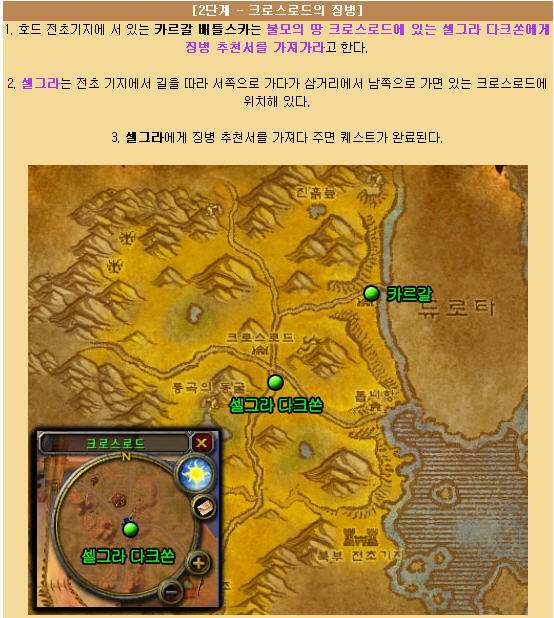 [2단계 - 크로스로드의 징병]
1. 호드 전초기지에 서 있는 카르갈 배틀스카는 불모의 땅 크로스로드에 있는 셀그라 다크쏜에게
징병 추천서를 가져가라고 한다.
2. 셀그라는 전초 기지에서 길을 따라 서쪽으로 가다가 삼거리에서 남쪽으로 가면 있는 크로스로드에
위치해 있다.
3. 셀그라에게 징병 추천서를 가져다 주면 퀘스트가 완료된다.
진흙늪
카르갈
듀로타
크로스로드
통곡의 동굴
톱니항
셀그라 다크쏜
크로스로드
N
셀그라 다크쏜
북부 전초기지